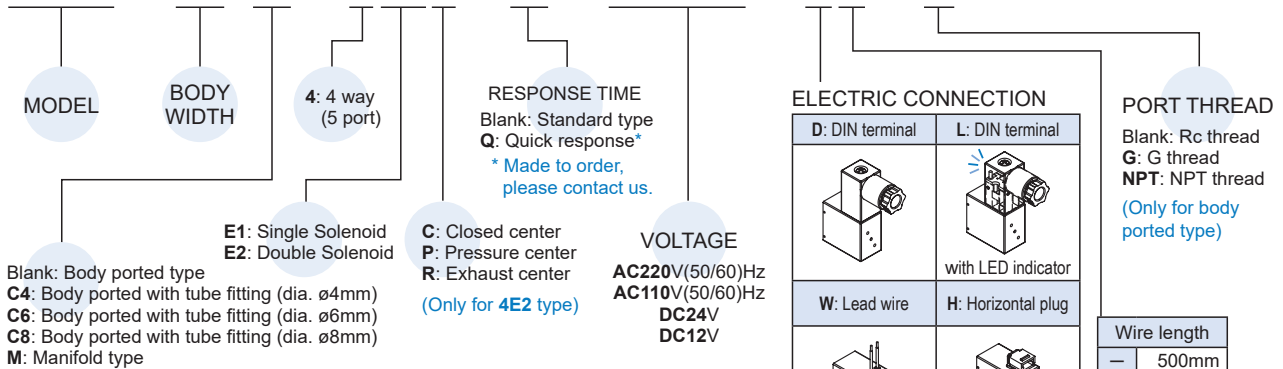 MODEL
BODY
WIDTH
4: 4 way
(5 port)
RESPONSE TIME
Blank: Standard type
Q: Quick response*
* Made to order,
please contact us.
Blank: Body ported type
C4: Body ported with tube fitting (dia. ø4mm)
C6: Body ported with tube fitting (dia. ø6mm)
C8: Body ported with tube fitting (dia. ø8mm)
M: Manifold type
E1: Single Solenoid
E2: Double Solenoid
C: Closed center
P: Pressure center
R: Exhaust center
(Only for 4E2 type)
VOLTAGE
AC220V(50/60)Hz
AC110V(50/60)Hz
DC24V
DC12V
ELECTRIC CONNECTION
D: DIN terminal
L: DIN terminal
with LED indicator
W: Lead wire
H: Horizontal plug
Wire length
— 500mm
PORT THREAD
Blank: Rc thread
G: G thread
NPT: NPT thread
(Only for body
ported type)